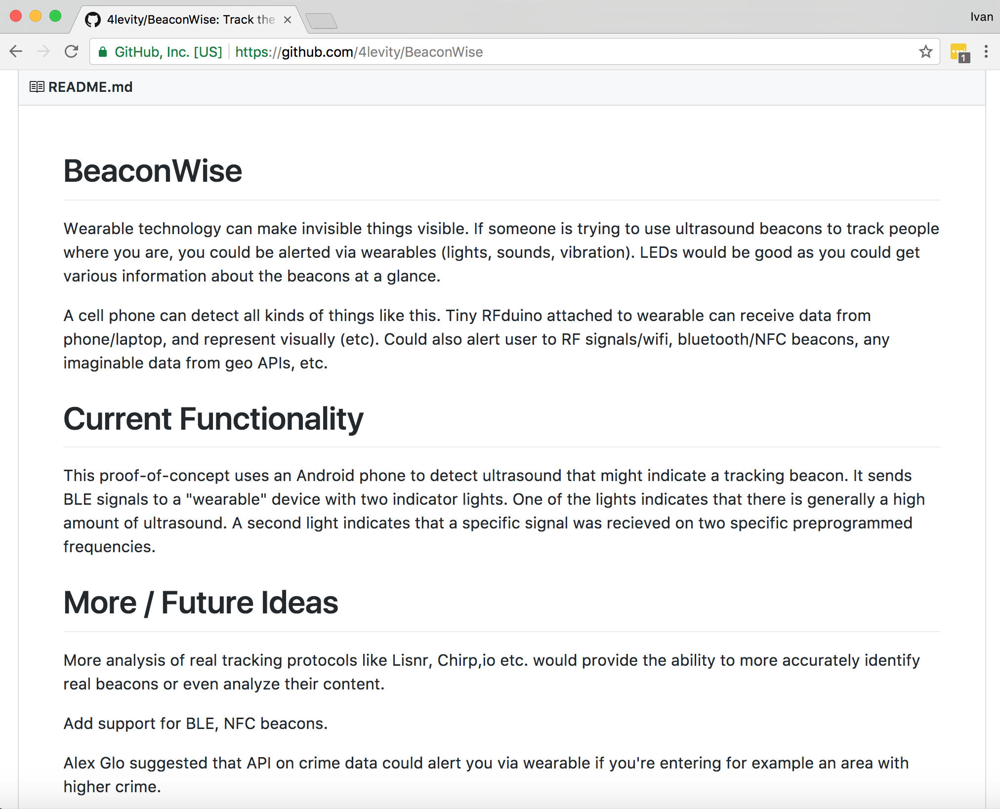 4levity/BeaconWise: Track the
Ivan
GitHub, Inc. [US] https://github.com/4levity/BeaconWise
1
README.md
BeaconWise
Wearable technology can make invisible things visible. If someone is trying to use ultrasound beacons to track people
where you are, you could be alerted via wearables (lights, sounds, vibration). LEDs would be good as you could get
various information about the beacons at a glance.
A cell phone can detect all kinds of things like this. Tiny RFduino attached to wearable can receive data from
phone/laptop, and represent visually (etc). Could also alert user to RF signals/wifi, bluetooth/NFC beacons, any
imaginable data from geo APIs, etc.
Current Functionality
This proof-of-concept uses an Android phone to detect ultrasound that might indicate a tracking beacon. It sends
BLE signals to a "wearable" device with two indicator lights. One of the lights indicates that there is generally a high
amount of ultrasound. A second light indicates that a specific signal was recieved on two specific preprogrammed
frequencies.
More / Future Ideas
More analysis of real tracking protocols like Lisnr, Chirp,io etc. would provide the ability to more accurately identify
real beacons or even analyze their content.
Add support for BLE, NFC beacons.
Alex Glo suggested that API on crime data could alert you via wearable if you're entering for example an area with
higher crime.